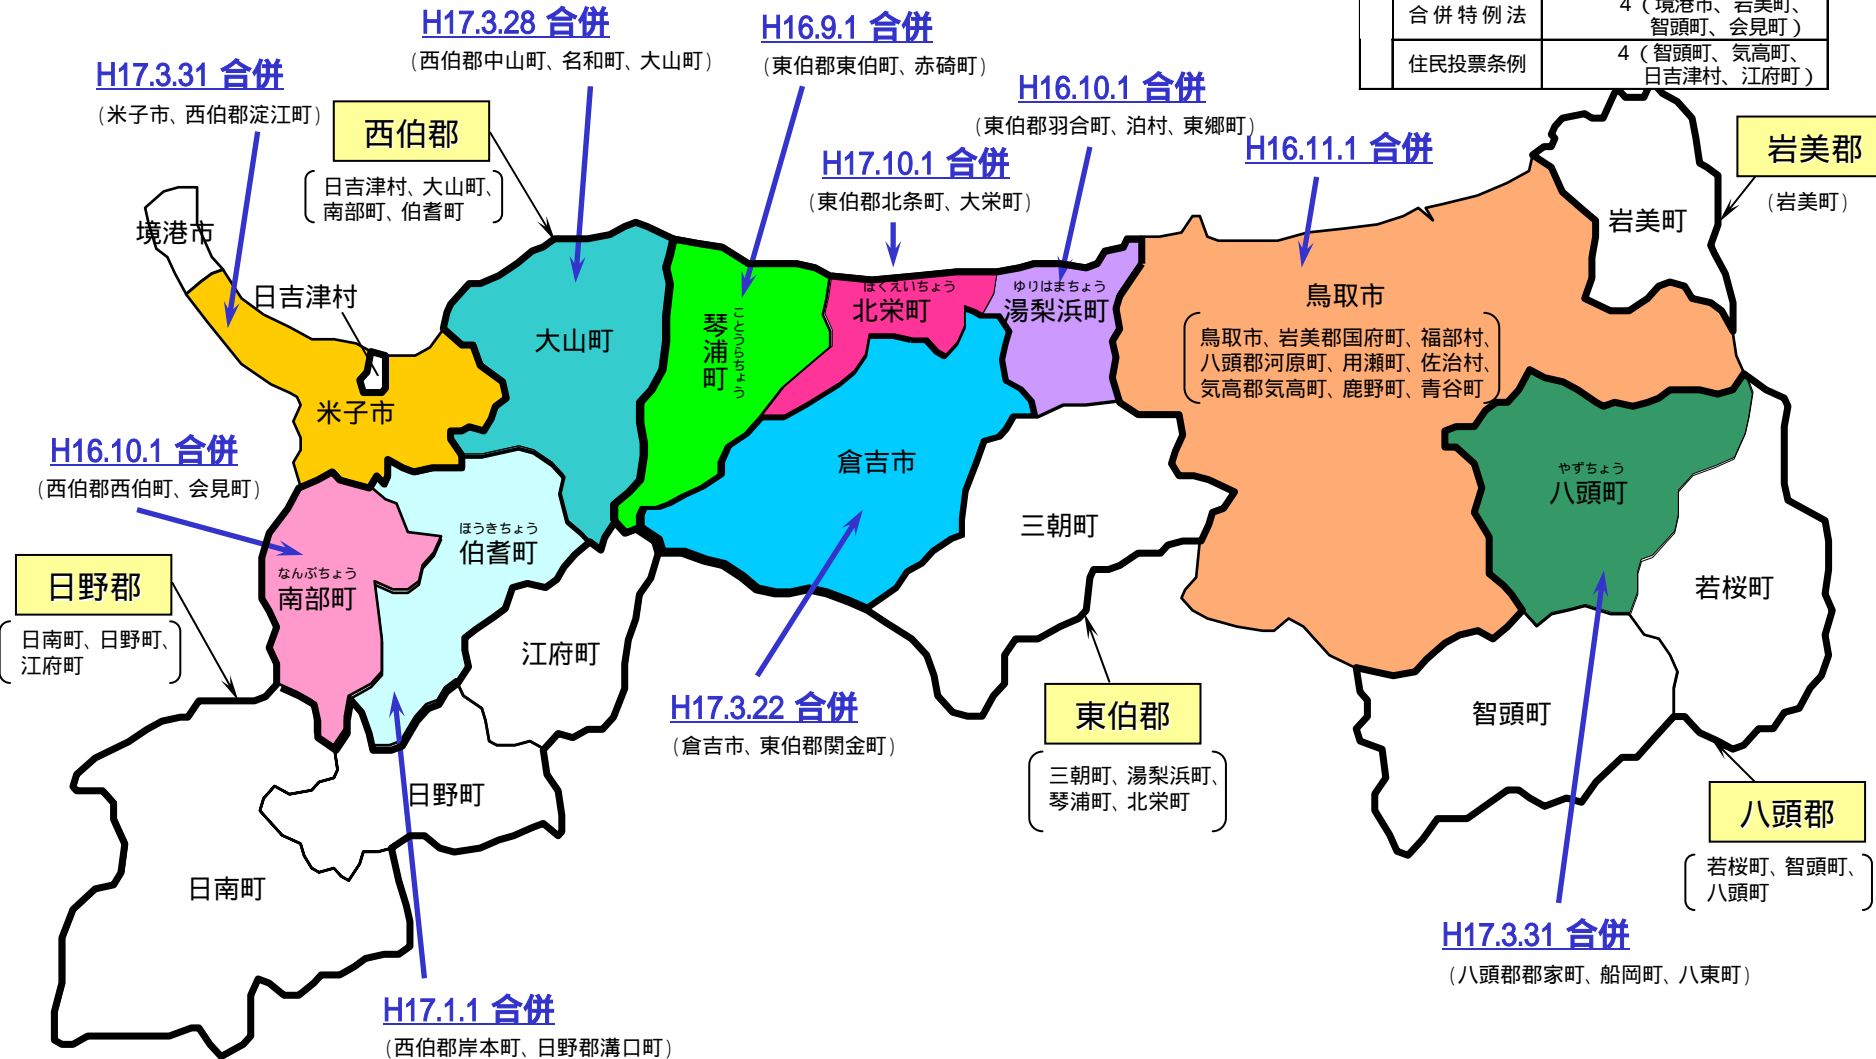 合併特例法
4（境港市、岩美町、
智頭町、会見町）
住民投票条例
4（智頭町、気高町、
日吉津村、江府町）
H17.3.28 合併
（西伯郡中山町、名和町、大山町）
H16.9.1 合併
（東伯郡東伯町、赤碕町）
H17.3.31 合併
（米子市、西伯郡淀江町）
H16.10.1 合併
（東伯郡羽合町、泊村、東郷町）
H17.10.1 合併
（東伯郡北条町、大栄町）
H16.11.1 合併
西伯郡
日吉津村、大山町、
南部町、伯耆町
岩美郡
（岩美町）
境港市
日吉津村
米子市
大山町
琴浦町
ことうらちょう
ほくえいちょう
北栄町
ゆりはまちょう
湯梨浜町
鳥取市
鳥取市、岩美郡国府町、福部村、
八頭郡河原町、用瀬町、佐治村、
気高郡気高町、鹿野町、青谷町
岩美町
倉吉市
三朝町
やずちょう
八頭町
若桜町
智頭町
H16.10.1 合併
（西伯郡西伯町、会見町）
なんぶちょう
南部町
ほうきちょう
伯耆町
江府町
日野町
日南町
日野郡
日南町、日野町、
江府町
H17.3.22 合併
（倉吉市、東伯郡関金町）
東伯郡
三朝町、湯梨浜町、
琴浦町、北栄町
八頭郡
若桜町、智頭町、
八頭町
H17.3.31 合併
（八頭郡郡家町、船岡町、八東町）
H17.1.1 合併
（西伯郡岸本町、日野郡溝口町）